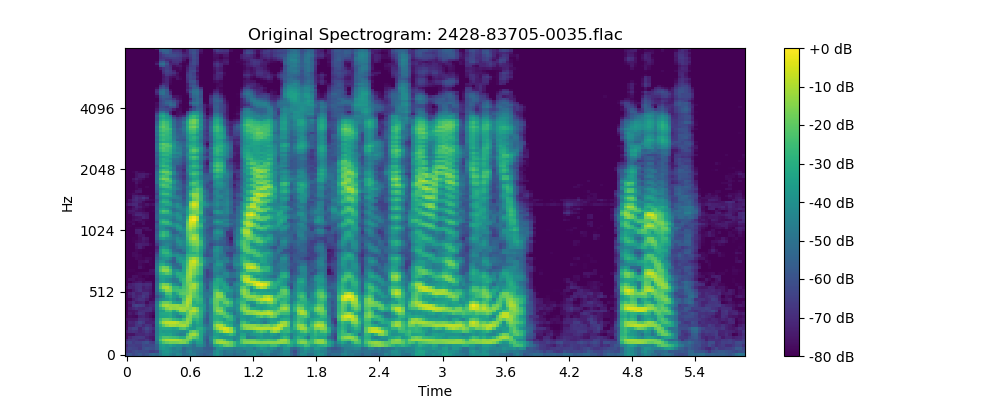 Original Spectrogram: 2428-83705-0035.flac
Hz
4096
2048
1024
512
0
0 0.6 1.2 1.8 2.4 3 3.6 4.2 4.8 5.4
Time
+0 dB
-10 dB
-20 dB
-30 dB
-40 dB
-50 dB
-60 dB
-70 dB
-80 dB